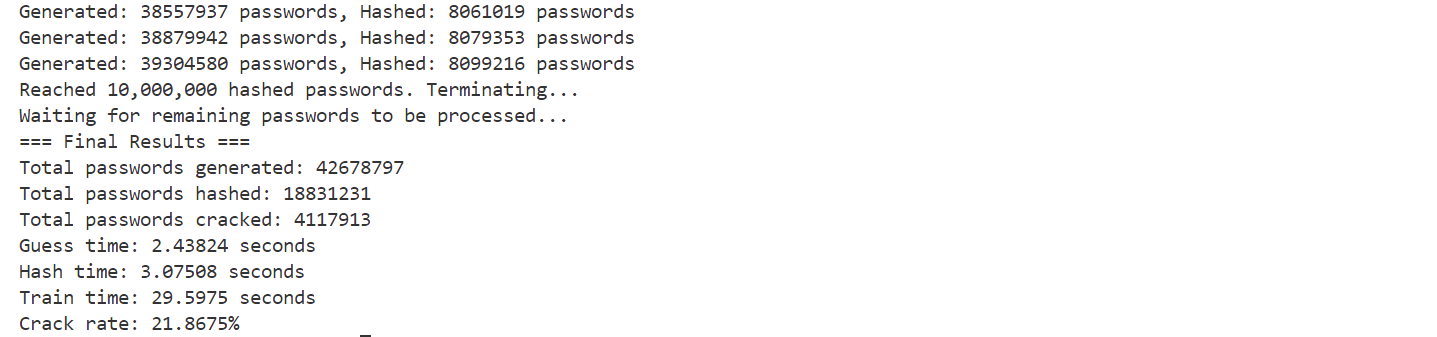 Generated: 38557937 passwords, Hashed: 8061019 passwords
Generated: 38879942 passwords, Hashed: 8079353 passwords
Generated: 39304580 passwords, Hashed: 8099216 passwords
Reached 10,000,000 hashed passwords. Terminating...
Waiting for remaining passwords to be processed...
=== Final Results ===
Total passwords generated: 42678797
Total passwords hashed: 18831231
Total passwords cracked: 4117913
Guess time: 2.43824 seconds
Hash time: 3.07508 seconds
Train time: 29.5975 seconds
Crack rate: 21.8675%